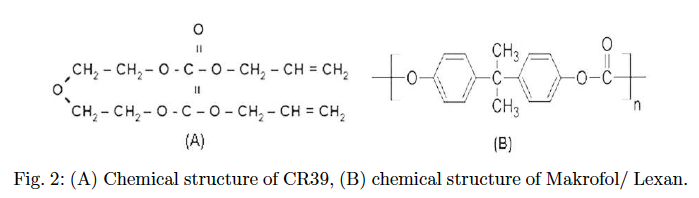 O
CH₂ – CH₂ – O - C – O – CH₂ – CH = CH₂
O
CH₂ – CH₂ – O - C – O – CH₂ – CH = CH₂
(A)
CH₃
O
O
C
O–C
CH₃
n
(B)
Fig. 2: (A) Chemical structure of CR39, (B) chemical structure of Makrofol/ Lexan.